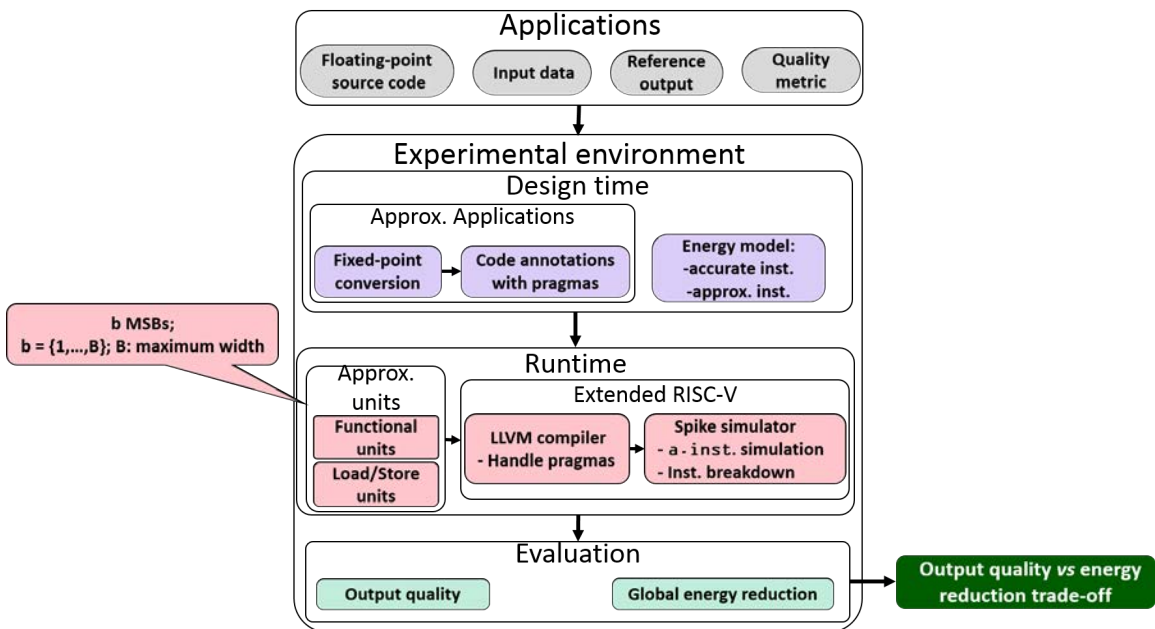 Applications
Floating-point
source code
Input data
Reference
output
Quality
metric
Experimental environment
Design time
Approx. Applications
Fixed-point
conversion
Code annotations
with pragmas
Energy model:
-accurate inst.
-approx. inst.
b MSBs;
b = {1,...,B}; B: maximum width
Runtime
Approx.
units
Functional
units
Load/Store
units
Extended RISC-V
LLVM compiler
- Handle pragmas
Spike simulator
- a-inst. simulation
- Inst. breakdown
Evaluation
Output quality
Global energy reduction
Output quality vs energy
reduction trade-off